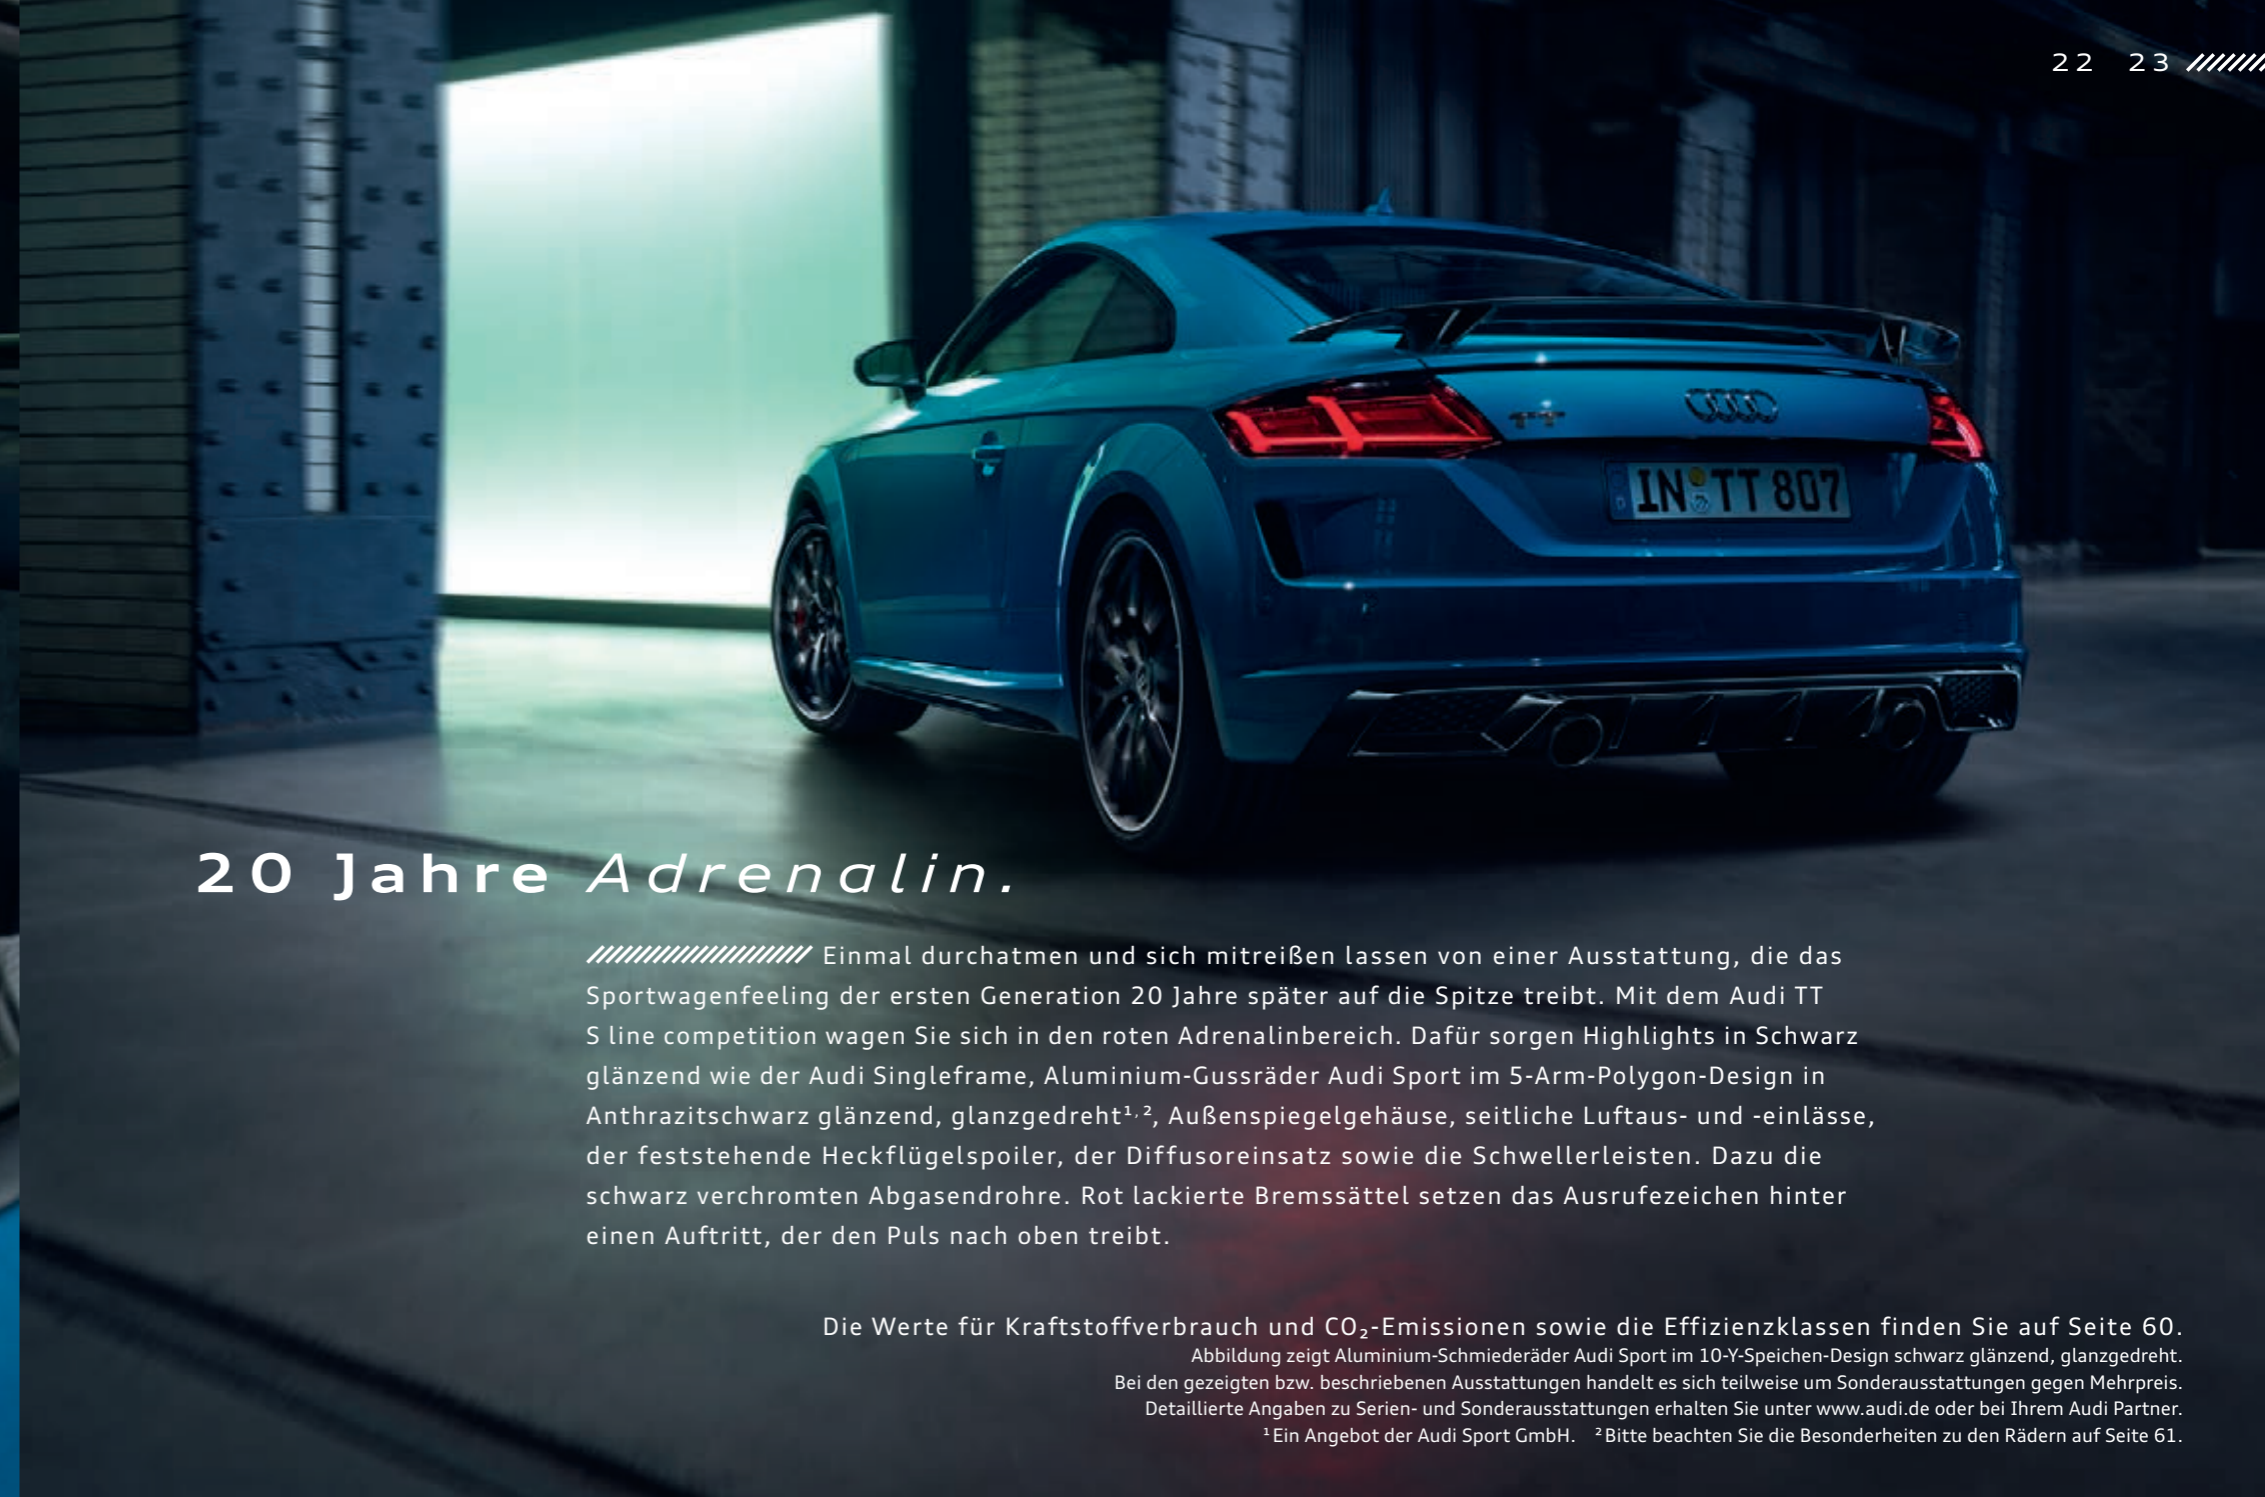 22 23
TT
IN TT 807
20 Jahre Adrenalin.
Einmal durchatmen und sich mitreißen lassen von einer Ausstattung, die das
Sportwagenfeeling der ersten Generation 20 Jahre später auf die Spitze treibt. Mit dem Audi TT
S line competition wagen Sie sich in den roten Adrenalinbereich. Dafür sorgen Highlights in Schwarz
glänzend wie der Audi Singleframe, Aluminium-Gussräder Audi Sport im 5-Arm-Polygon-Design in
Anthrazitschwarz glänzend, glanzgedreht¹˒², Außenspiegelgehäuse, seitliche Luftaus- und -einlässe,
der feststehende Heckflügelspoiler, der Diffusoreinsatz sowie die Schwellerleisten. Dazu die
schwarz verchromten Abgasendrohre. Rot lackierte Bremssättel setzen das Ausrufezeichen hinter
einen Auftritt, der den Puls nach oben treibt.
Die Werte für Kraftstoffverbrauch und CO₂-Emissionen sowie die Effizienzklassen finden Sie auf Seite 60.
Abbildung zeigt Aluminium-Schmiederäder Audi Sport im 10-Y-Speichen-Design schwarz glänzend, glanzgedreht.
Bei den gezeigten bzw. beschriebenen Ausstattungen handelt es sich teilweise um Sonderausstattungen gegen Mehrpreis.
Detaillierte Angaben zu Serien- und Sonderausstattungen erhalten Sie unter www.audi.de oder bei Ihrem Audi Partner.
¹ Ein Angebot der Audi Sport GmbH. ² Bitte beachten Sie die Besonderheiten zu den Rädern auf Seite 61.